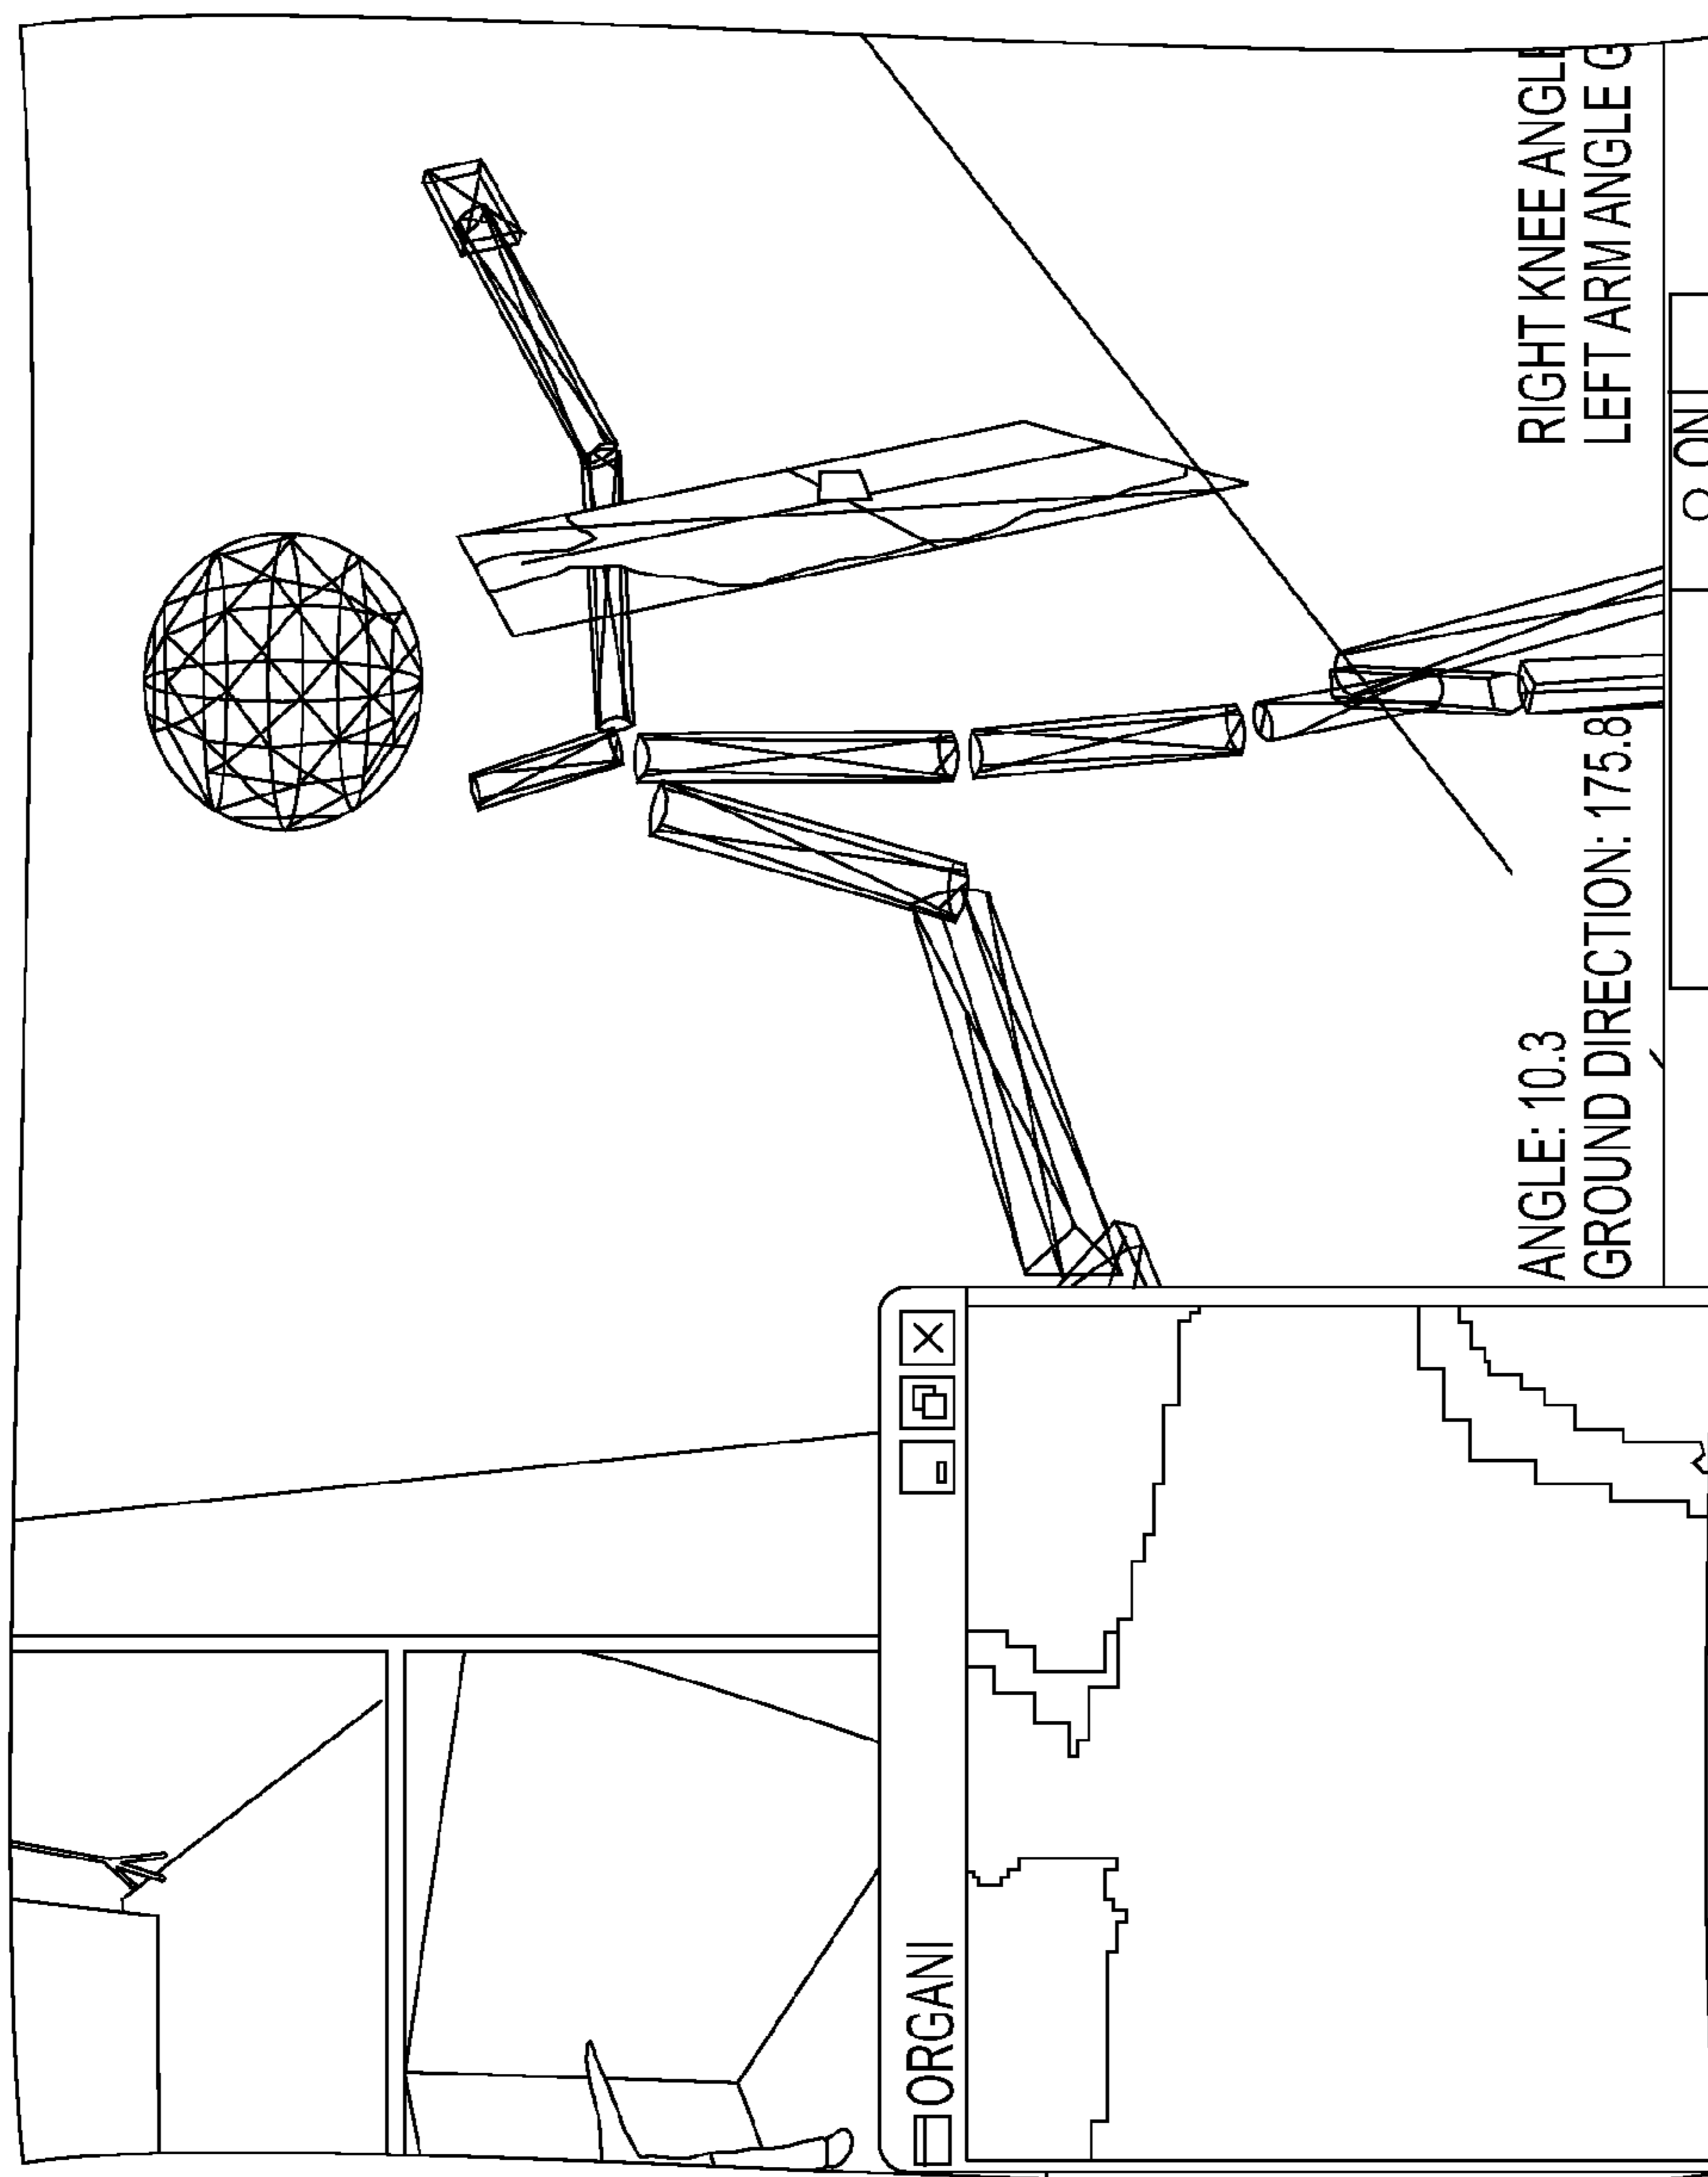 ORGANI
ANGLE: 10.3 RIGHT KNEE ANGLE
GROUND DIRECTION: 175.8 LEFT ARM ANGLE G
ON